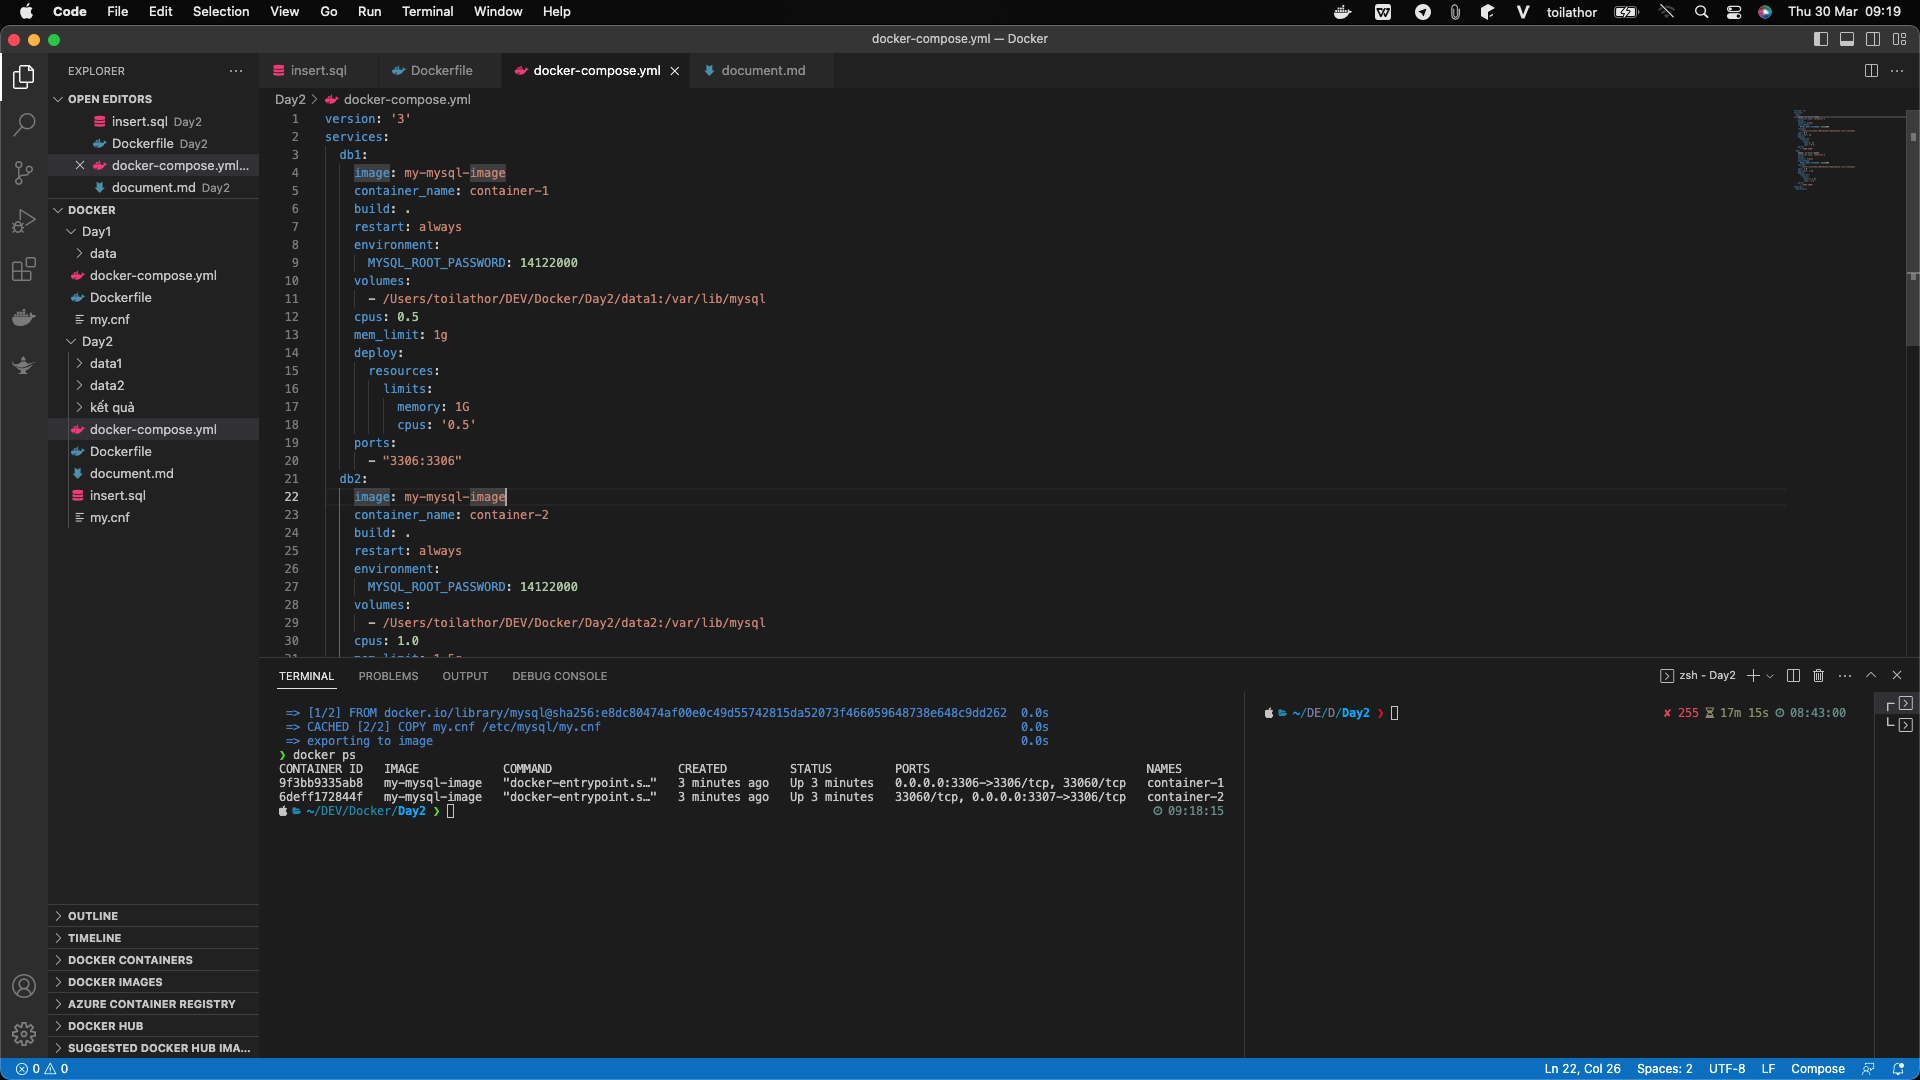 Code File Edit Selection View Go Run Terminal Window Help
toilathor Thu 30 Mar 09:19
docker-compose.yml — Docker
EXPLORER
OPEN EDITORS
insert.sql Day2
Dockerfile Day2
docker-compose.yml...
document.md Day2
DOCKER
Day1
data
docker-compose.yml
Dockerfile
my.cnf
Day2
data1
data2
kết quả
docker-compose.yml
Dockerfile
document.md
insert.sql
my.cnf
OUTLINE
TIMELINE
DOCKER CONTAINERS
DOCKER IMAGES
AZURE CONTAINER REGISTRY
DOCKER HUB
SUGGESTED DOCKER HUB IMA...
insert.sql Dockerfile docker-compose.yml document.md
Day2 > docker-compose.yml
1 version: '3'
2 services:
3 db1:
4 image: my-mysql-image
5 container_name: container-1
6 build: .
7 restart: always
8 environment:
9 MYSQL_ROOT_PASSWORD: 14122000
10 volumes:
11 - /Users/toilathor/DEV/Docker/Day2/data1:/var/lib/mysql
12 cpus: 0.5
13 mem_limit: 1g
14 deploy:
15 resources:
16 limits:
17 memory: 1G
18 cpus: '0.5'
19 ports:
20 - "3306:3306"
21 db2:
22 image: my-mysql-image
23 container_name: container-2
24 build: .
25 restart: always
26 environment:
27 MYSQL_ROOT_PASSWORD: 14122000
28 volumes:
29 - /Users/toilathor/DEV/Docker/Day2/data2:/var/lib/mysql
30 cpus: 1.0
TERMINAL PROBLEMS OUTPUT DEBUG CONSOLE
zsh - Day2
=> [1/2] FROM docker.io/library/mysql@sha256:e8dc80474af00e0c49d55742815da52073f466059648738e648c9dd262 0.0s
=> CACHED [2/2] COPY my.cnf /etc/mysql/my.cnf 0.0s
=> exporting to image 0.0s
❯ docker ps
CONTAINER ID IMAGE COMMAND CREATED STATUS PORTS NAMES
9f3bb9335ab8 my-mysql-image "docker-entrypoint.s…" 3 minutes ago Up 3 minutes 0.0.0.0:3306->3306/tcp, 33060/tcp container-1
6deff172844f my-mysql-image "docker-entrypoint.s…" 3 minutes ago Up 3 minutes 33060/tcp, 0.0.0.0:3307->3306/tcp container-2
~/DEV/Docker/Day2 ❯ 09:18:15
~/DE/D/Day2 ❯ ✘ 255 17m 15s 08:43:00
0 0
Ln 22, Col 26 Spaces: 2 UTF-8 LF Compose